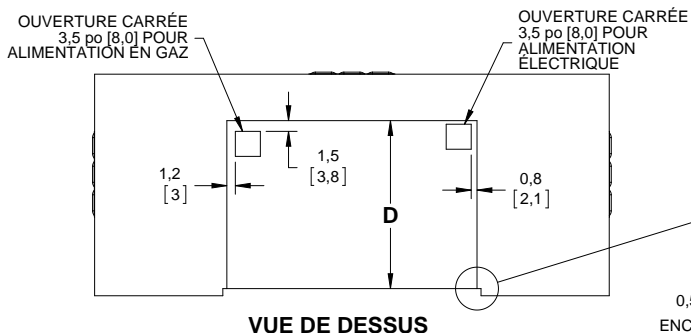 OUVERTURE CARRÉE
3,5 po [8,0] POUR
ALIMENTATION EN GAZ
OUVERTURE CARRÉE
3,5 po [8,0] POUR
ALIMENTATION
ÉLECTRIQUE
1,2
[3]
1,5
[3,8]
D
0,8
[2,1]
VUE DE DESSUS